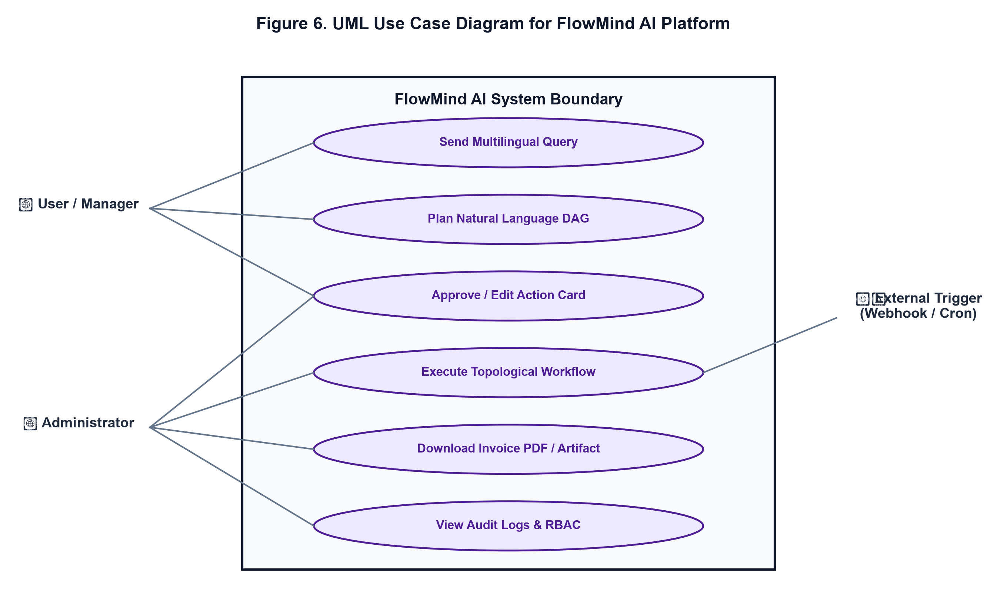 Figure 6. UML Use Case Diagram for FlowMind AI Platform
FlowMind AI System Boundary
Send Multilingual Query
User / Manager
Plan Natural Language DAG
Approve / Edit Action Card
External Trigger
(Webhook / Cron)
Execute Topological Workflow
Administrator
Download Invoice PDF / Artifact
View Audit Logs & RBAC